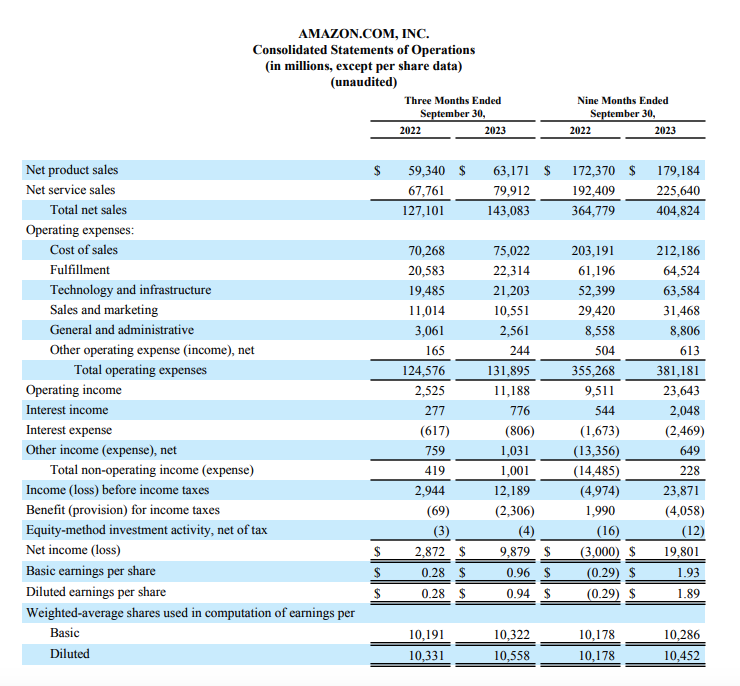 AMAZON.COM, INC.
Consolidated Statements of Operations
(in millions, except per share data)
(unaudited)
Three Months Ended September 30, Nine Months Ended September 30,
2022 2023 2022 2023
Net product sales $ 59,340 $ 63,171 $ 172,370 $ 179,184
Net service sales 67,761 79,912 192,409 225,640
Total net sales 127,101 143,083 364,779 404,824
Operating expenses:
Cost of sales 70,268 75,022 203,191 212,186
Fulfillment 20,583 22,314 61,196 64,524
Technology and infrastructure 19,485 21,203 52,399 63,584
Sales and marketing 11,014 10,551 29,420 31,468
General and administrative 3,061 2,561 8,558 8,806
Other operating expense (income), net 165 244 504 613
Total operating expenses 124,576 131,895 355,268 381,181
Operating income 2,525 11,188 9,511 23,643
Interest income 277 776 544 2,048
Interest expense (617) (806) (1,673) (2,469)
Other income (expense), net 759 1,031 (13,356) 649
Total non-operating income (expense) 419 1,001 (14,485) 228
Income (loss) before income taxes 2,944 12,189 (4,974) 23,871
Benefit (provision) for income taxes (69) (2,306) 1,990 (4,058)
Equity-method investment activity, net of tax (3) (4) (16) (12)
Net income (loss) $ 2,872 $ 9,879 $ (3,000) $ 19,801
Basic earnings per share $ 0.28 $ 0.96 $ (0.29) $ 1.93
Diluted earnings per share $ 0.28 $ 0.94 $ (0.29) $ 1.89
Weighted-average shares used in computation of earnings per
Basic 10,191 10,322 10,178 10,286
Diluted 10,331 10,558 10,178 10,452